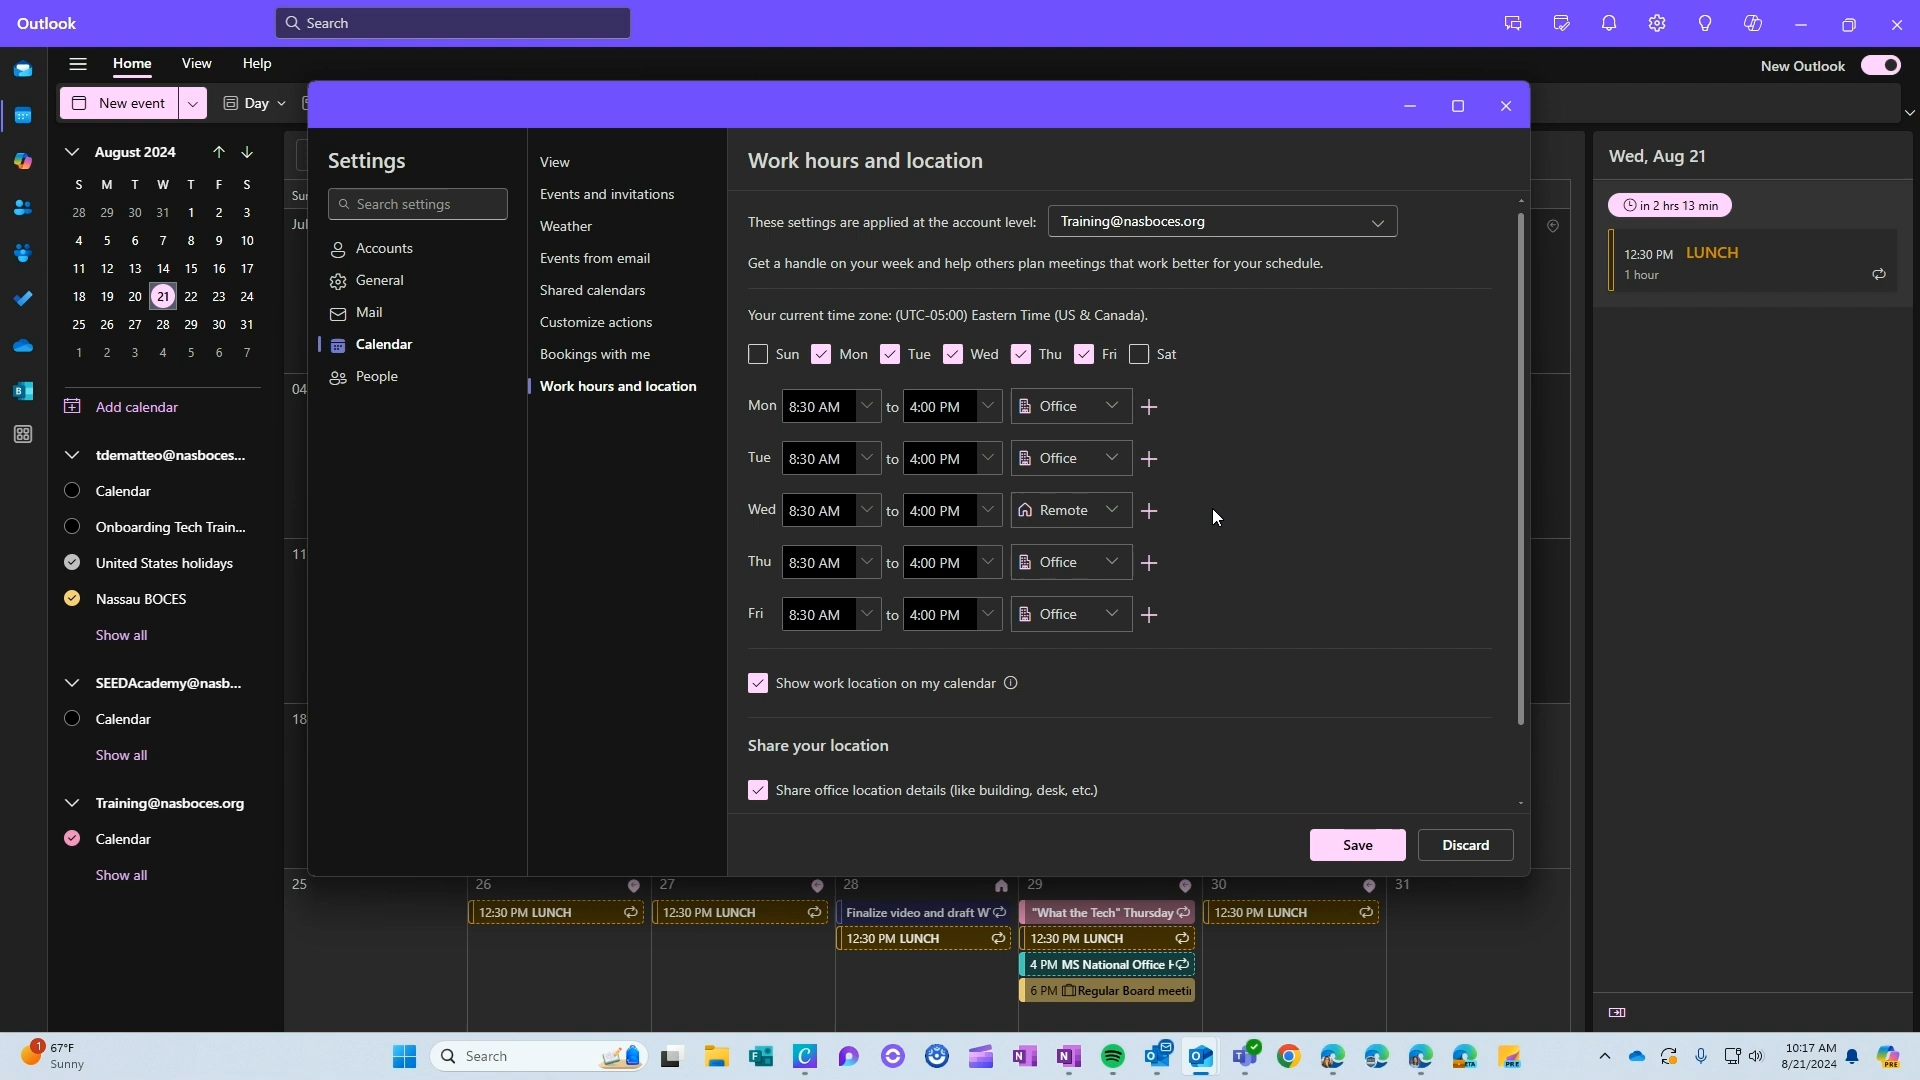 Outlook
Search
Home View Help
New Outlook
New event
Day
August 2024
S M T W T F S
28 29 30 31 1 2 3
4 5 6 7 8 9 10
11 12 13 14 15 16 17
18 19 20 21 22 23 24
25 26 27 28 29 30 31
1 2 3 4 5 6 7
Add calendar
tdematteo@nasboces...
Calendar
Onboarding Tech Train...
United States holidays
Nassau BOCES
Show all
SEEDAcademy@nasb...
Calendar
Show all
Training@nasboces.org
Calendar
Show all
Sun
Jul
04
11
18
Settings
Search settings
Accounts
General
Mail
Calendar
People
View
Events and invitations
Weather
Events from email
Shared calendars
Customize actions
Bookings with me
Work hours and location
Work hours and location
These settings are applied at the account level: Training@nasboces.org
Get a handle on your week and help others plan meetings that work better for your schedule.
Your current time zone: (UTC-05:00) Eastern Time (US & Canada).
Sun Mon Tue Wed Thu Fri Sat
Mon 8:30 AM to 4:00 PM Office
Tue 8:30 AM to 4:00 PM Office
Wed 8:30 AM to 4:00 PM Remote
Thu 8:30 AM to 4:00 PM Office
Fri 8:30 AM to 4:00 PM Office
Show work location on my calendar
Share your location
Share office location details (like building, desk, etc.)
Save Discard
Wed, Aug 21
in 2 hrs 13 min
12:30 PM LUNCH
1 hour
25 26 27 28 29 30 31
12:30 PM LUNCH 12:30 PM LUNCH Finalize video and draft W "What the Tech" Thursday 12:30 PM LUNCH
12:30 PM LUNCH 12:30 PM LUNCH
4 PM MS National Office H
6 PM Regular Board meeti
1
67°F
Sunny
Search
PRE
10:17 AM
8/21/2024
PRE